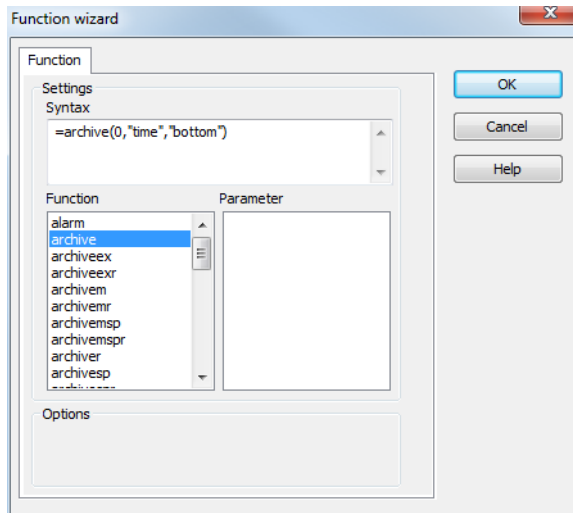 Function wizard
Function
Settings
Syntax
=archive(0,"time","bottom")
Function
Parameter
alarm
archive
archiveex
archiveexr
archivem
archivemr
archivemsp
archivemspr
archiver
archivesp
Options
OK
Cancel
Help